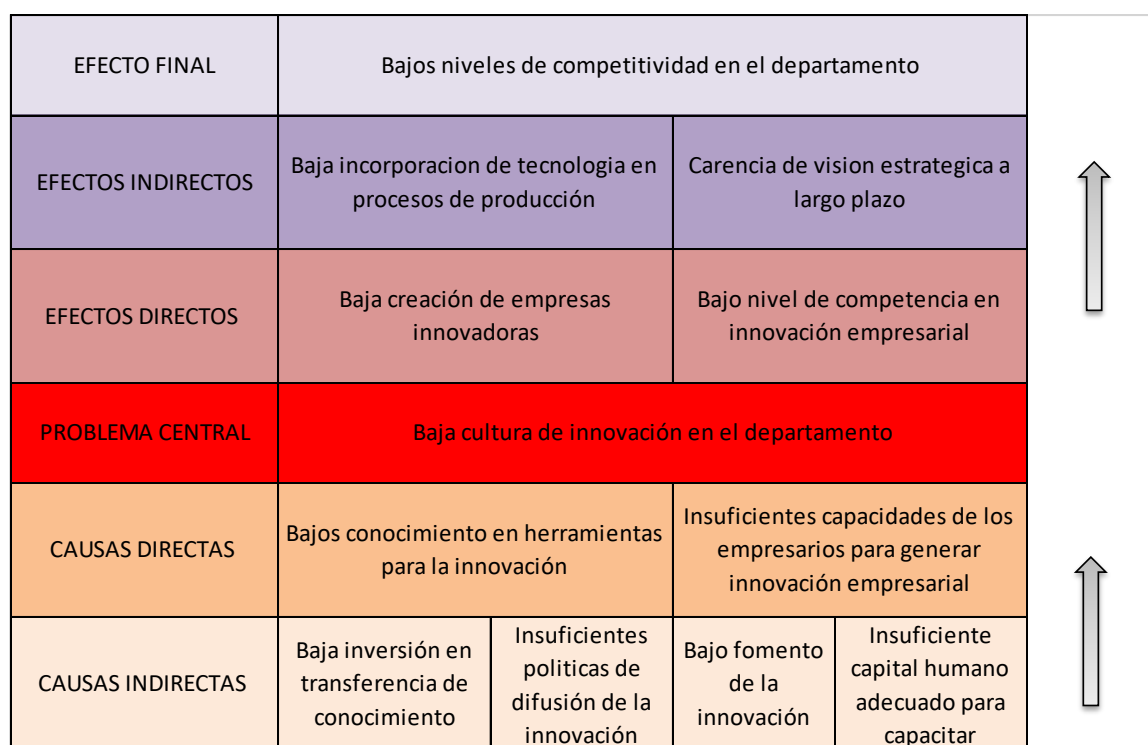 EFECTO FINAL
Bajos niveles de competitividad en el departamento
EFECTOS INDIRECTOS
Baja incorporacion de tecnologia en
procesos de producción
Carencia de vision estrategica a
largo plazo
EFECTOS DIRECTOS
Baja creación de empresas
innovadoras
Bajo nivel de competencia en
innovación empresarial
PROBLEMA CENTRAL
Baja cultura de innovación en el departamento
CAUSAS DIRECTAS
Bajos conocimiento en herramientas
para la innovación
Insuficientes capacidades de los
empresarios para generar
innovación empresarial
CAUSAS INDIRECTAS
Baja inversión en
transferencia de
conocimiento
Insuficientes
politicas de
difusión de la
innovación
Bajo fomento
de la
innovación
Insuficiente
capital humano
adecuado para
capacitar